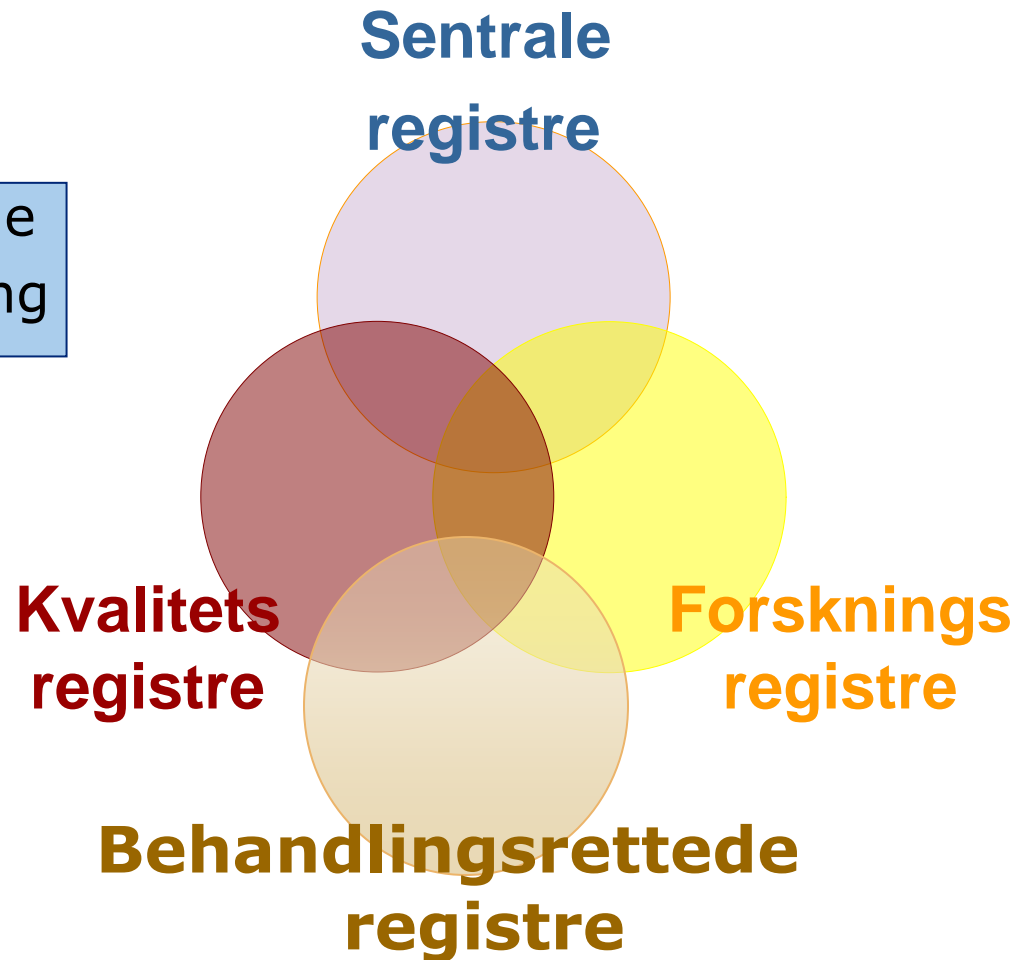 Sentrale
registre
Kvalitets
registre
Forsknings
registre
Behandlingsrettede
registre